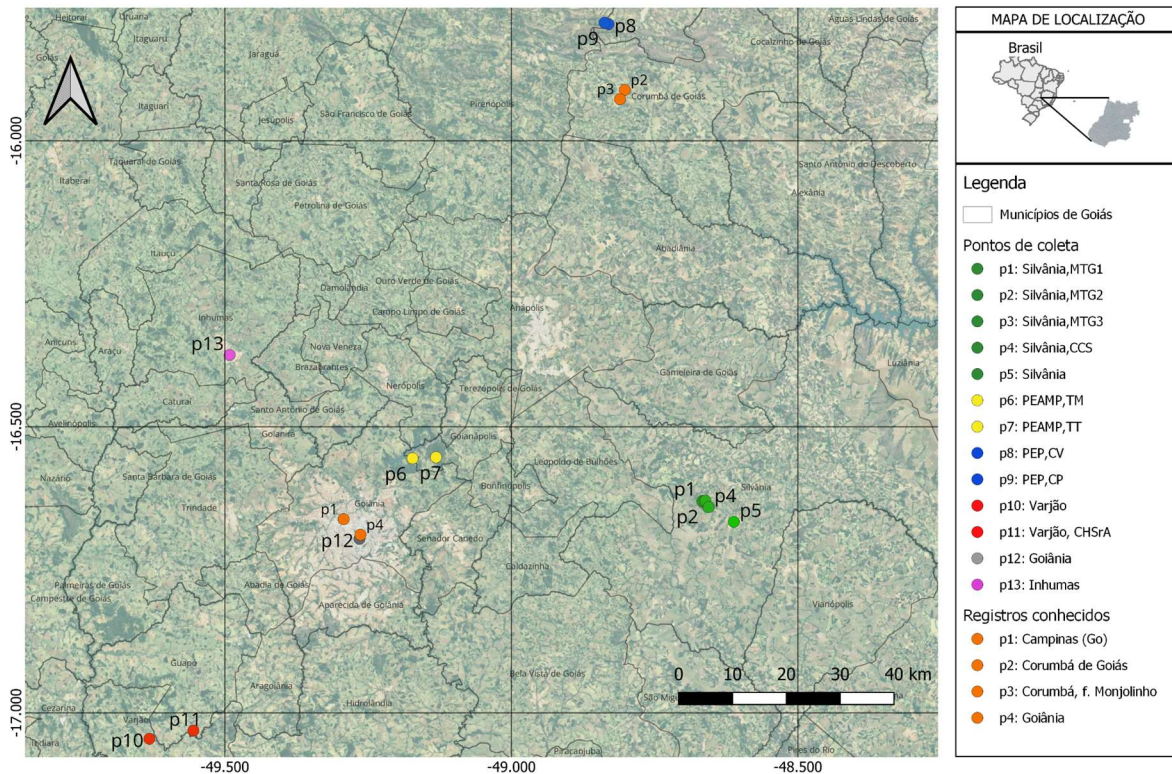 Heitoraí
Uruana
Itaguaru
Goiás
Jaraguá
Itaguari
Jesúpolis
São Francisco de Goiás
Pirenópolis
p9
p8
Cocalzinho de Goiás
Águas Lindas de Goiás
p3
p2
Corumbá de Goiás
-16.000
Taquaral de Goiás
Itaberaí
Santa Rosa de Goiás
Petrolina de Goiás
Santo Antônio do Descoberto
Alexânia
Itauçu
Damolândia
Ouro Verde de Goiás
Abadiânia
Inhumas
Campo Limpo de Goiás
Anápolis
p13
Araçu
Nova Veneza
Brazabrantes
Luziânia
Caturaí
Nerópolis
Terezópolis de Goiás
Gameleira de Goiás
Avelinópolis
Santo Antônio de Goiás
Goianira
Goianápolis
-16.500
p6
p7
Nazário
Santa Bárbara de Goiás
Trindade
Bonfinópolis
Leopoldo de Bulhões
Silvânia
p1
Goiânia
p4
p12
Senador Canedo
p1
p4
p2
p5
Palmeiras de Goiás
Campestre de Goiás
Abadia de Goiás
Aparecida de Goiânia
Caldazinha
Vianópolis
Guapó
Aragoiânia
Hidrolândia
Bela Vista de Goiás
São Mig
0 10 20 30 40 km
-17.000
Cezarina
Varjão
p10
p11
Indiara
Piracanjuba
Pires do Rio
-49.500
-49.000
-48.500
MAPA DE LOCALIZAÇÃO
Brasil
Legenda
Municípios de Goiás
Pontos de coleta
p1: Silvânia,MTG1
p2: Silvânia,MTG2
p3: Silvânia,MTG3
p4: Silvânia,CCS
p5: Silvânia
p6: PEAMP,TM
p7: PEAMP,TT
p8: PEP,CV
p9: PEP,CP
p10: Varjão
p11: Varjão, CHSrA
p12: Goiânia
p13: Inhumas
Registros conhecidos
p1: Campinas (Go)
p2: Corumbá de Goiás
p3: Corumbá, f. Monjolinho
p4: Goiânia